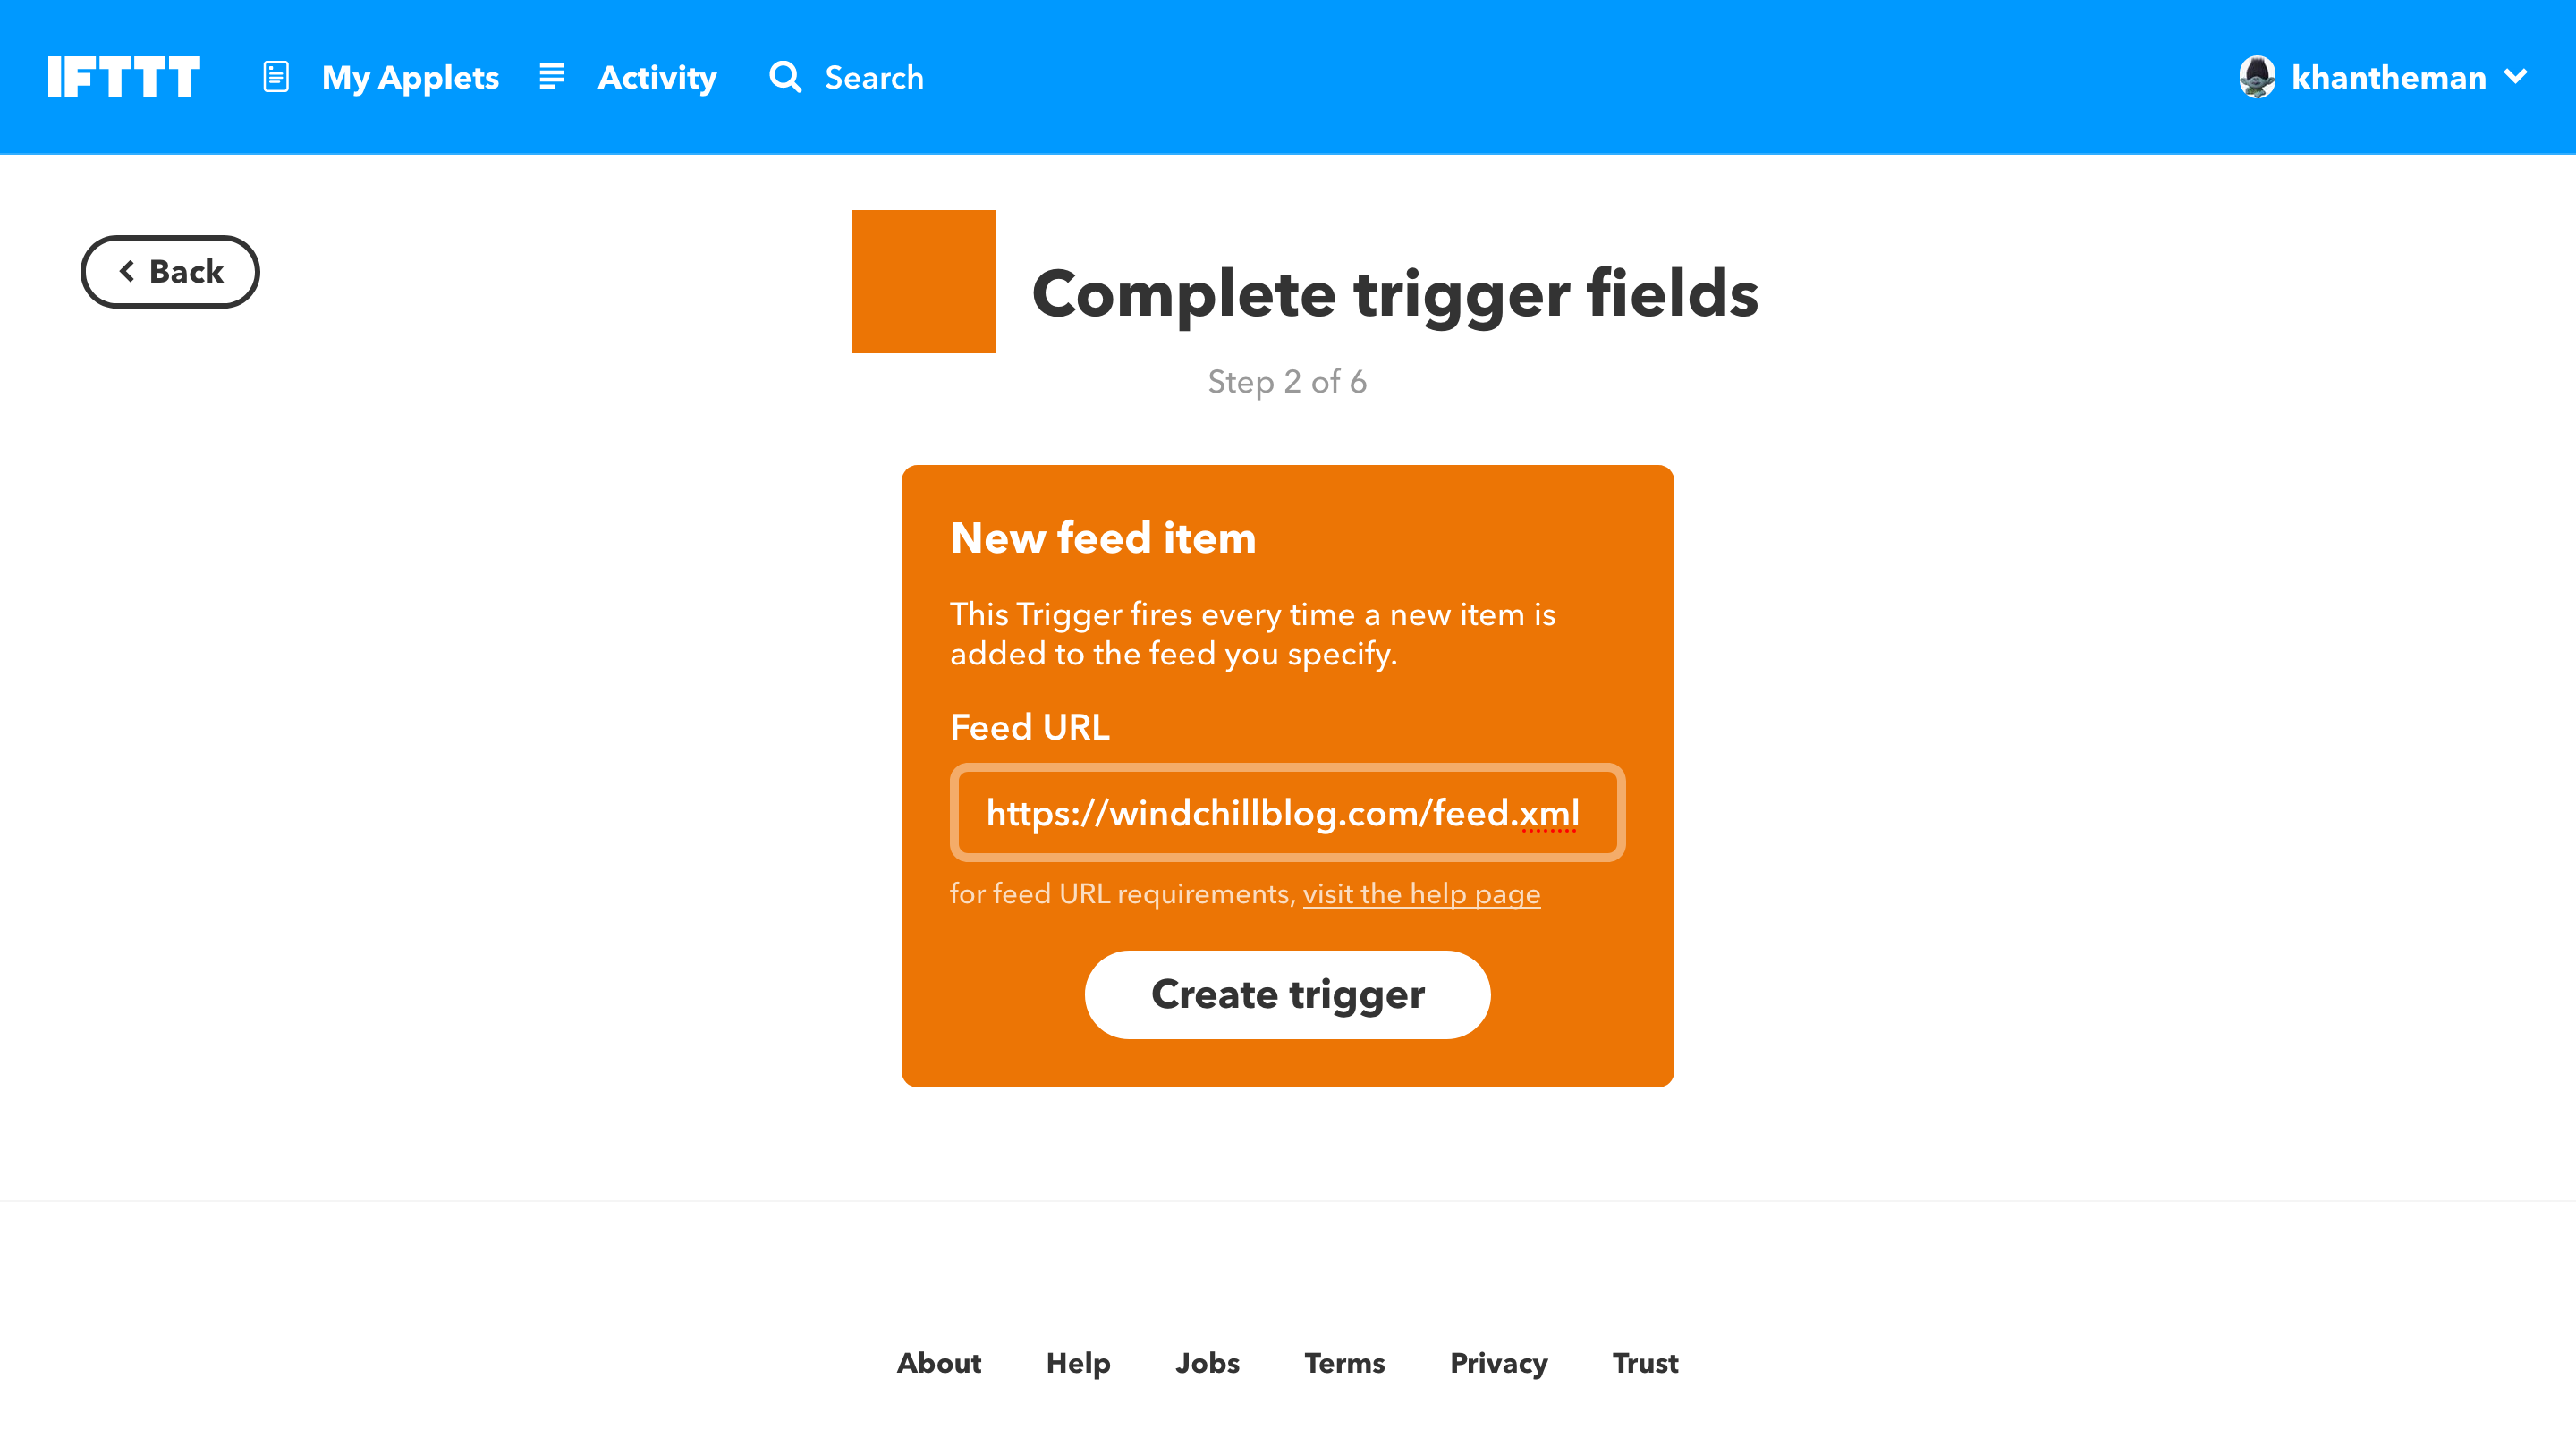 IFTTT My Applets Activity Search khantheman
Back
Complete trigger fields
Step 2 of 6
New feed item
This Trigger fires every time a new item is
added to the feed you specify.
Feed URL
https://windchillblog.com/feed.xml
for feed URL requirements, visit the help page
Create trigger
About Help Jobs Terms Privacy Trust